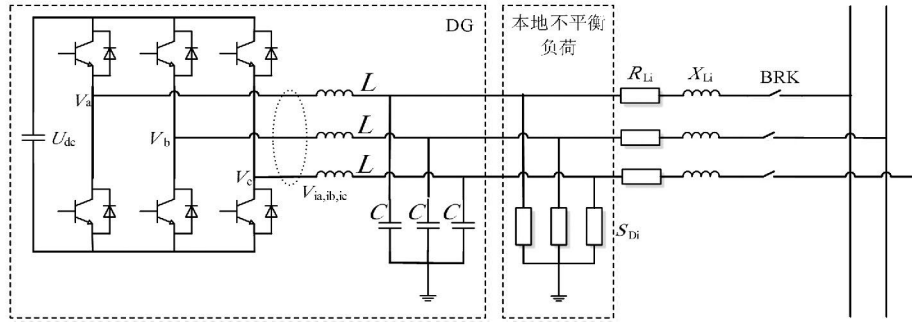 DG
本地不平衡
负荷
R_Li
X_Li
BRK
L
V_a
U_dc
V_b
L
V_c
L
V_ia,ib,ic
C
C
C
S_Di